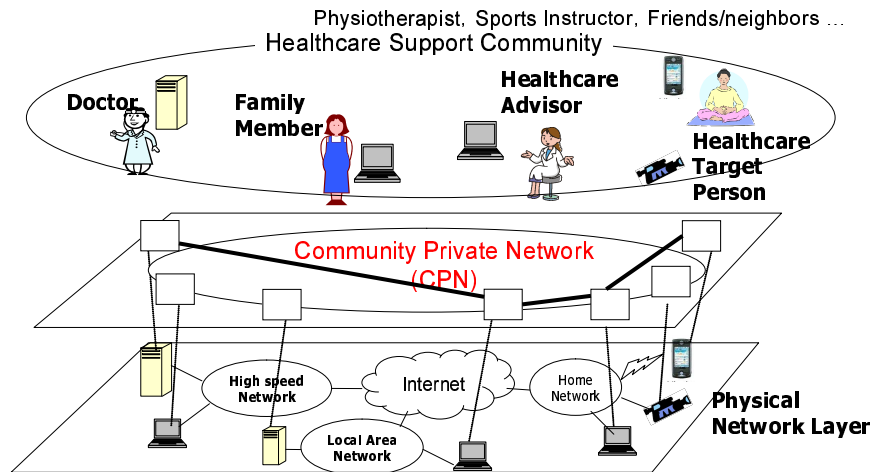 Physiotherapist, Sports Instructor, Friends/neighbors ...
Healthcare Support Community
Doctor
Family
Member
Healthcare
Advisor
Healthcare
Target
Person
Community Private Network
(CPN)
High speed
Network
Internet
Home
Network
Local Area
Network
Physical
Network Layer